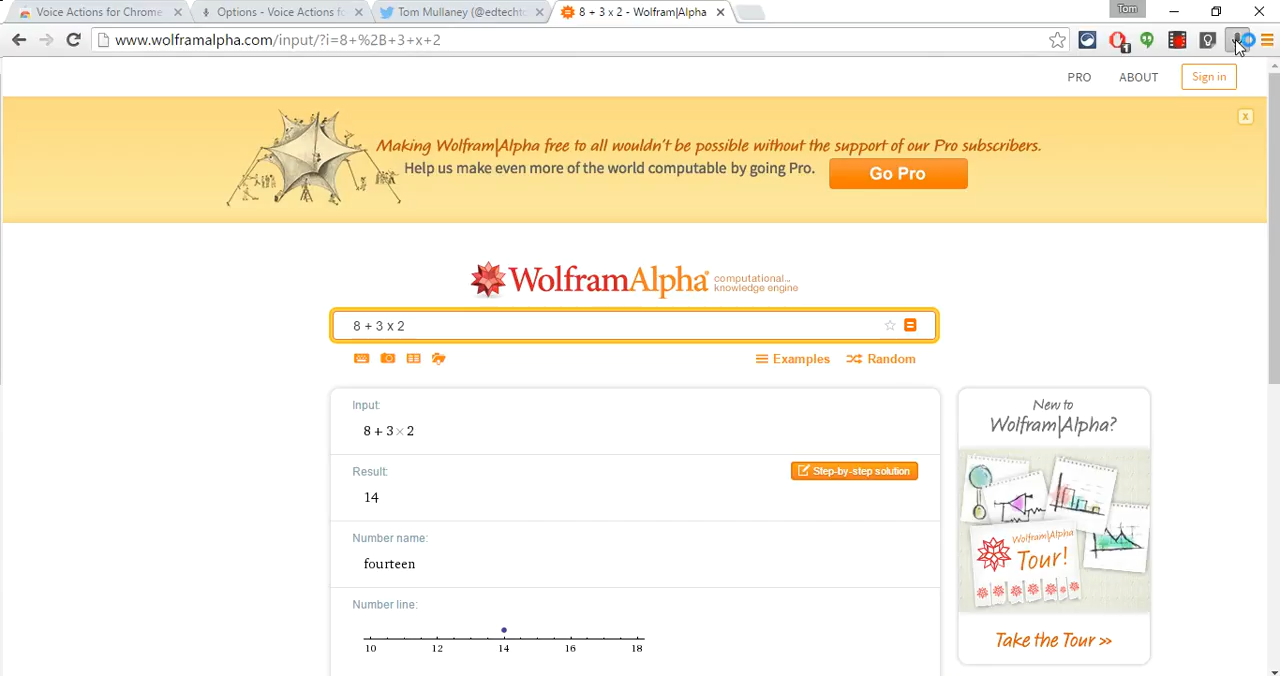 Voice Actions for Chrome
Options - Voice Actions fo
Tom Mullaney (@edtecht
8 + 3 x 2 - Wolfram|Alpha
Tom
www.wolframalpha.com/input/?i=8+%2B+3+x+2
1
PRO
ABOUT
Sign in
Making Wolfram|Alpha free to all wouldn't be possible without the support of our Pro subscribers.
Help us make even more of the world computable by going Pro.
Go Pro
x
WolframAlpha computational...
knowledge engine
8 + 3 x 2
Examples
Random
Input:
8 + 3 × 2
Result:
Step-by-step solution
14
Number name:
fourteen
Number line:
10 12 14 16 18
New to
Wolfram|Alpha?
Wolfram|Alpha
Tour!
Take the Tour >>